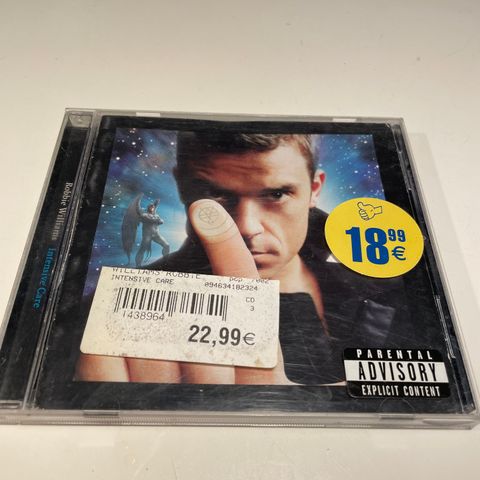 Robbie Williams Intensive Care
18 99
€
WILLIAMS ROBBIE
INTENSIVE CARE 094634182324
CD
3
1438964
22,99€
PARENTAL
ADVISORY
EXPLICIT CONTENT